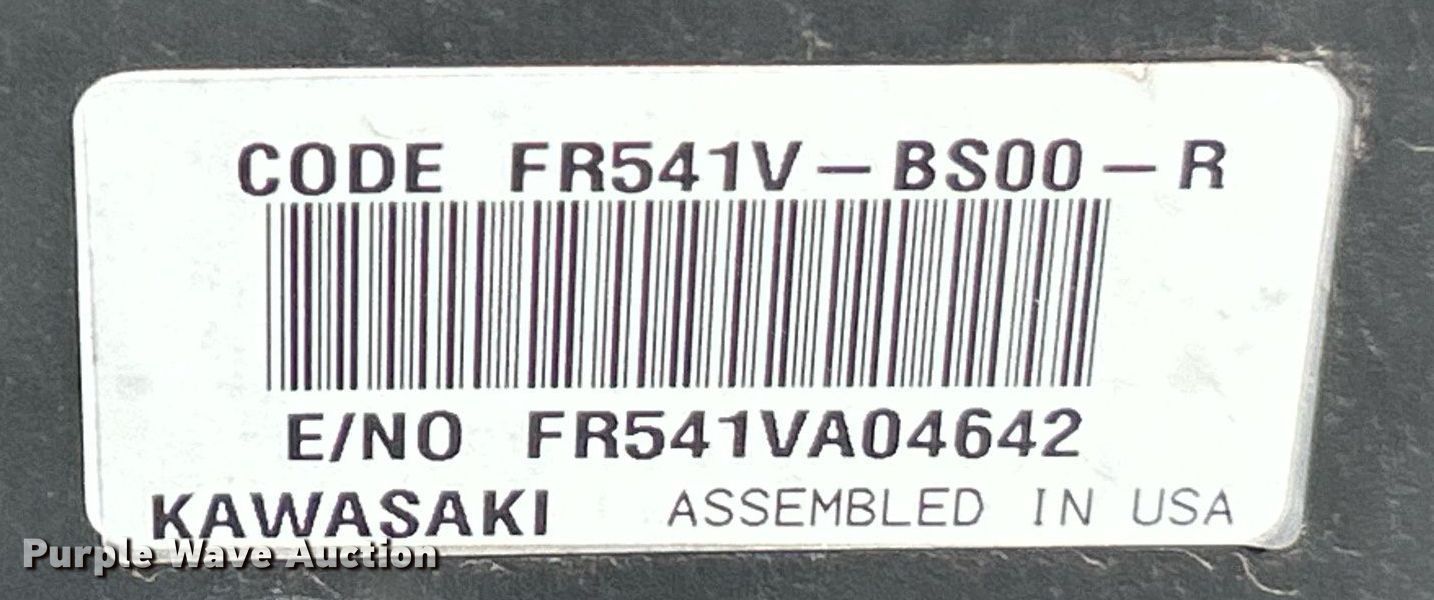 CODE FR541V-BS00-R
E/NO FR541VA04642
KAWASAKI ASSEMBLED IN USA
Purple Wave Auction